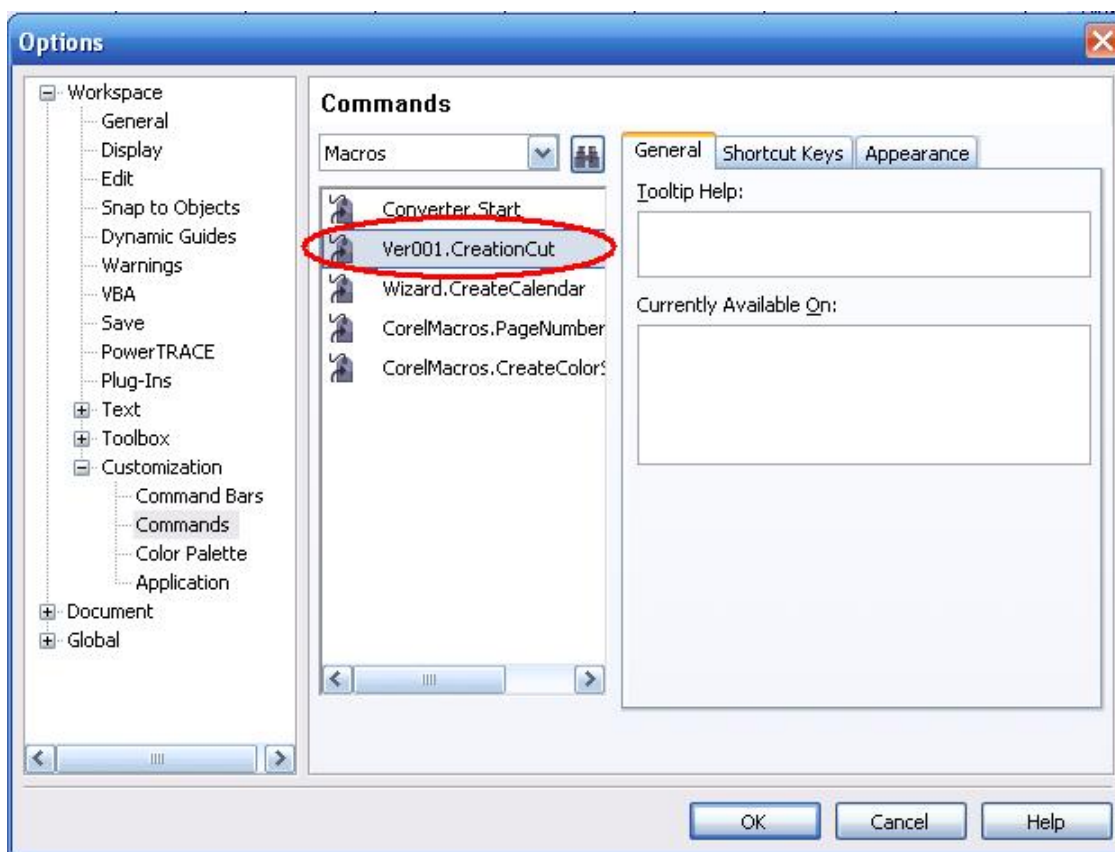 Options
Workspace
General
Display
Edit
Snap to Objects
Dynamic Guides
Warnings
VBA
Save
PowerTRACE
Plug-Ins
Text
Toolbox
Customization
Command Bars
Commands
Color Palette
Application
Document
Global
Commands
Macros
Converter.Start
Ver001.CreationCut
Wizard.CreateCalendar
CorelMacros.PageNumber
CorelMacros.CreateColor
General Shortcut Keys Appearance
Tooltip Help:
Currently Available On:
OK Cancel Help